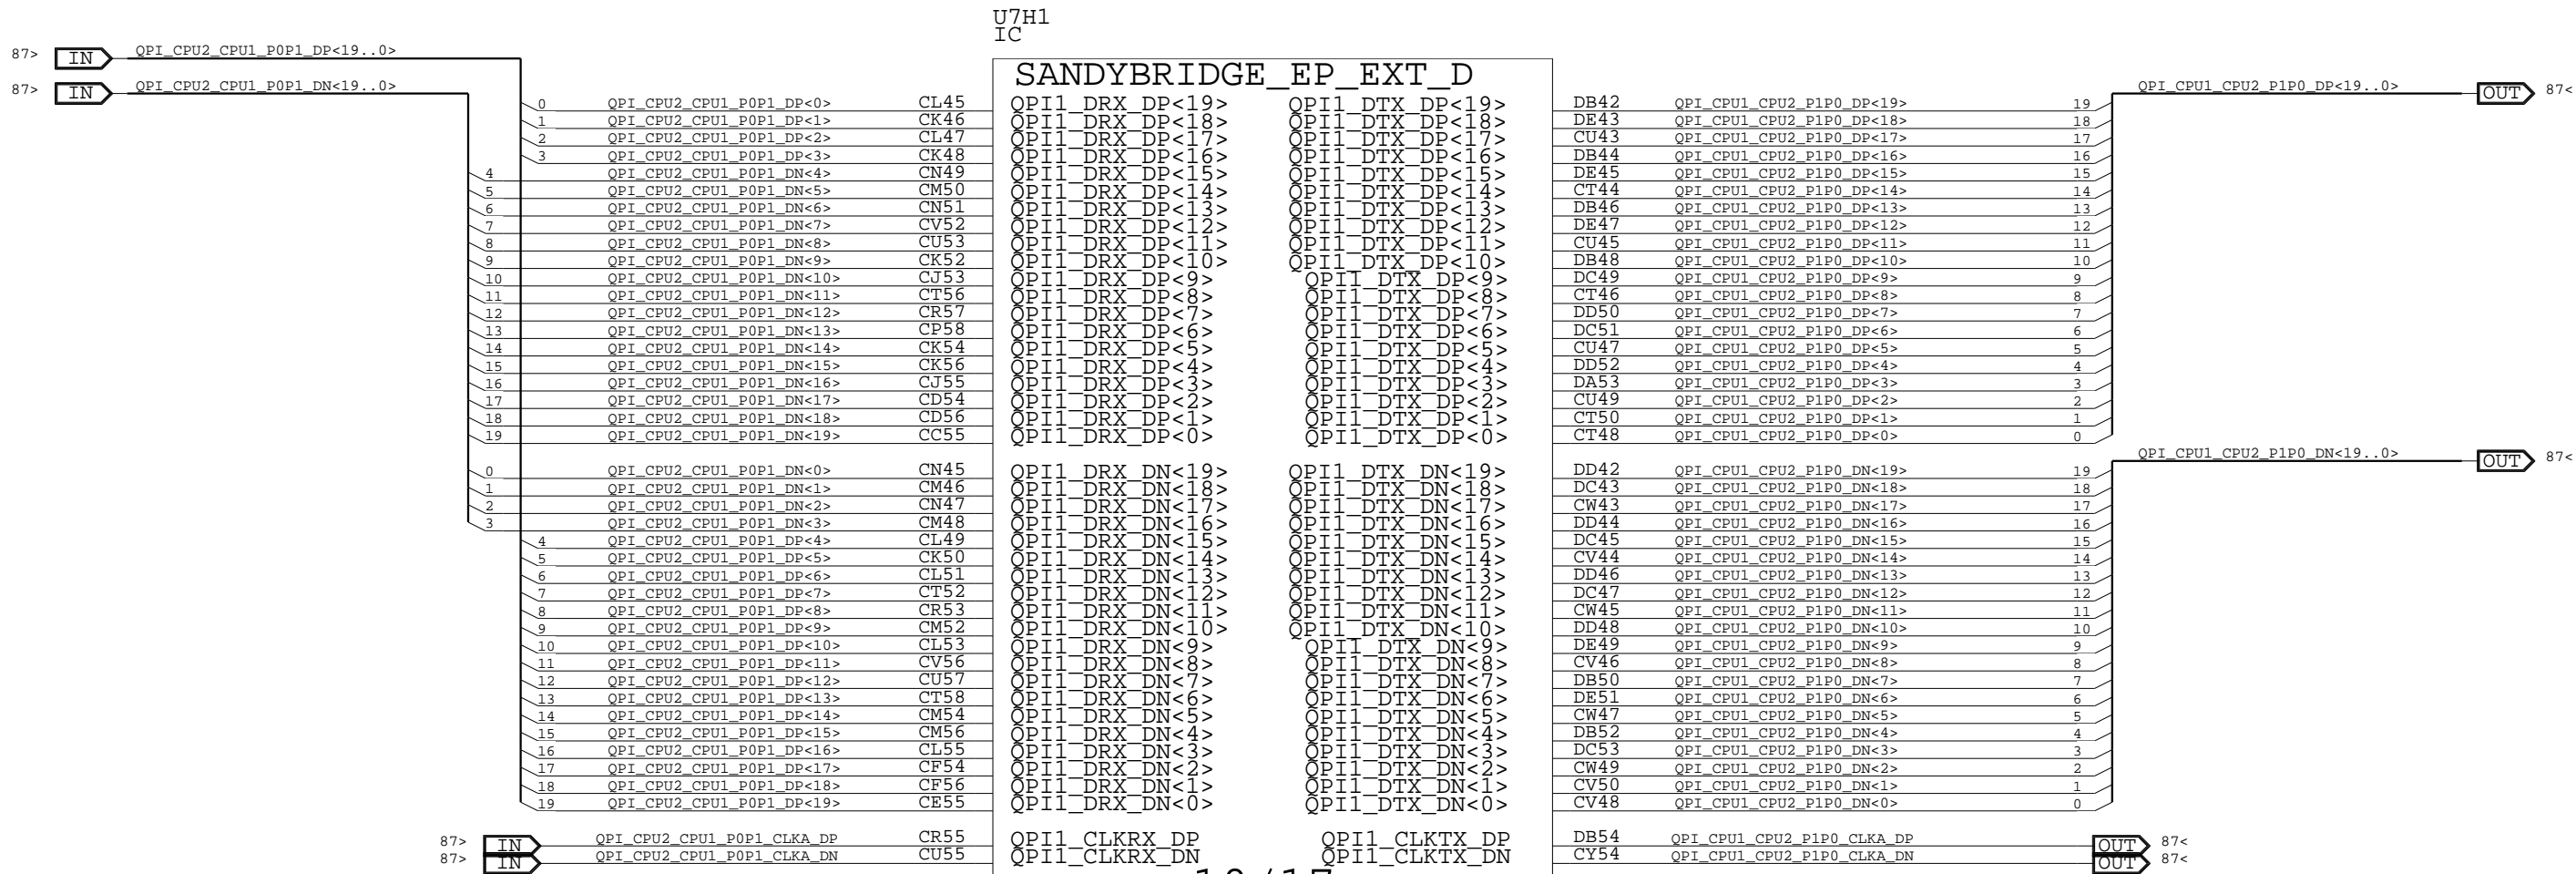 U7H1
IC
87> IN QPI_CPU2_CPU1_P0P1_DP<19..0>
87> IN QPI_CPU2_CPU1_P0P1_DN<19..0>
SANDYBRIDGE_EP_EXT_D
QPI_CPU1_CPU2_P1P0_DP<19..0> OUT 87<
0 QPI_CPU2_CPU1_P0P1_DP<0> CL45 QPI1_DRX_DP<19> QPI1_DTX_DP<19> DB42 QPI_CPU1_CPU2_P1P0_DP<19> 19
1 QPI_CPU2_CPU1_P0P1_DP<1> CK46 QPI1_DRX_DP<18> QPI1_DTX_DP<18> DE43 QPI_CPU1_CPU2_P1P0_DP<18> 18
2 QPI_CPU2_CPU1_P0P1_DP<2> CL47 QPI1_DRX_DP<17> QPI1_DTX_DP<17> CU43 QPI_CPU1_CPU2_P1P0_DP<17> 17
3 QPI_CPU2_CPU1_P0P1_DP<3> CK48 QPI1_DRX_DP<16> QPI1_DTX_DP<16> DB44 QPI_CPU1_CPU2_P1P0_DP<16> 16
4 QPI_CPU2_CPU1_P0P1_DN<4> CN49 QPI1_DRX_DP<15> QPI1_DTX_DP<15> DE45 QPI_CPU1_CPU2_P1P0_DP<15> 15
5 QPI_CPU2_CPU1_P0P1_DN<5> CM50 QPI1_DRX_DP<14> QPI1_DTX_DP<14> CT44 QPI_CPU1_CPU2_P1P0_DP<14> 14
6 QPI_CPU2_CPU1_P0P1_DN<6> CN51 QPI1_DRX_DP<13> QPI1_DTX_DP<13> DB46 QPI_CPU1_CPU2_P1P0_DP<13> 13
7 QPI_CPU2_CPU1_P0P1_DN<7> CV52 QPI1_DRX_DP<12> QPI1_DTX_DP<12> DE47 QPI_CPU1_CPU2_P1P0_DP<12> 12
8 QPI_CPU2_CPU1_P0P1_DN<8> CU53 QPI1_DRX_DP<11> QPI1_DTX_DP<11> CU45 QPI_CPU1_CPU2_P1P0_DP<11> 11
9 QPI_CPU2_CPU1_P0P1_DN<9> CK52 QPI1_DRX_DP<10> QPI1_DTX_DP<10> DB48 QPI_CPU1_CPU2_P1P0_DP<10> 10
10 QPI_CPU2_CPU1_P0P1_DN<10> CJ53 QPI1_DRX_DP<9> QPI1_DTX_DP<9> DC49 QPI_CPU1_CPU2_P1P0_DP<9> 9
11 QPI_CPU2_CPU1_P0P1_DN<11> CT56 QPI1_DRX_DP<8> QPI1_DTX_DP<8> CT46 QPI_CPU1_CPU2_P1P0_DP<8> 8
12 QPI_CPU2_CPU1_P0P1_DN<12> CR57 QPI1_DRX_DP<7> QPI1_DTX_DP<7> DD50 QPI_CPU1_CPU2_P1P0_DP<7> 7
13 QPI_CPU2_CPU1_P0P1_DN<13> CP58 QPI1_DRX_DP<6> QPI1_DTX_DP<6> DC51 QPI_CPU1_CPU2_P1P0_DP<6> 6
14 QPI_CPU2_CPU1_P0P1_DN<14> CK54 QPI1_DRX_DP<5> QPI1_DTX_DP<5> CU47 QPI_CPU1_CPU2_P1P0_DP<5> 5
15 QPI_CPU2_CPU1_P0P1_DN<15> CK56 QPI1_DRX_DP<4> QPI1_DTX_DP<4> DD52 QPI_CPU1_CPU2_P1P0_DP<4> 4
16 QPI_CPU2_CPU1_P0P1_DN<16> CJ55 QPI1_DRX_DP<3> QPI1_DTX_DP<3> DA53 QPI_CPU1_CPU2_P1P0_DP<3> 3
17 QPI_CPU2_CPU1_P0P1_DN<17> CD54 QPI1_DRX_DP<2> QPI1_DTX_DP<2> CU49 QPI_CPU1_CPU2_P1P0_DP<2> 2
18 QPI_CPU2_CPU1_P0P1_DN<18> CD56 QPI1_DRX_DP<1> QPI1_DTX_DP<1> CT50 QPI_CPU1_CPU2_P1P0_DP<1> 1
19 QPI_CPU2_CPU1_P0P1_DN<19> CC55 QPI1_DRX_DP<0> QPI1_DTX_DP<0> CT48 QPI_CPU1_CPU2_P1P0_DP<0> 0
QPI_CPU1_CPU2_P1P0_DN<19..0> OUT 87<
0 QPI_CPU2_CPU1_P0P1_DN<0> CN45 QPI1_DRX_DN<19> QPI1_DTX_DN<19> DD42 QPI_CPU1_CPU2_P1P0_DN<19> 19
1 QPI_CPU2_CPU1_P0P1_DN<1> CM46 QPI1_DRX_DN<18> QPI1_DTX_DN<18> DC43 QPI_CPU1_CPU2_P1P0_DN<18> 18
2 QPI_CPU2_CPU1_P0P1_DN<2> CN47 QPI1_DRX_DN<17> QPI1_DTX_DN<17> CW43 QPI_CPU1_CPU2_P1P0_DN<17> 17
3 QPI_CPU2_CPU1_P0P1_DN<3> CM48 QPI1_DRX_DN<16> QPI1_DTX_DN<16> DD44 QPI_CPU1_CPU2_P1P0_DN<16> 16
4 QPI_CPU2_CPU1_P0P1_DP<4> CL49 QPI1_DRX_DN<15> QPI1_DTX_DN<15> DC45 QPI_CPU1_CPU2_P1P0_DN<15> 15
5 QPI_CPU2_CPU1_P0P1_DP<5> CK50 QPI1_DRX_DN<14> QPI1_DTX_DN<14> CV44 QPI_CPU1_CPU2_P1P0_DN<14> 14
6 QPI_CPU2_CPU1_P0P1_DP<6> CL51 QPI1_DRX_DN<13> QPI1_DTX_DN<13> DD46 QPI_CPU1_CPU2_P1P0_DN<13> 13
7 QPI_CPU2_CPU1_P0P1_DP<7> CT52 QPI1_DRX_DN<12> QPI1_DTX_DN<12> DC47 QPI_CPU1_CPU2_P1P0_DN<12> 12
8 QPI_CPU2_CPU1_P0P1_DP<8> CR53 QPI1_DRX_DN<11> QPI1_DTX_DN<11> CW45 QPI_CPU1_CPU2_P1P0_DN<11> 11
9 QPI_CPU2_CPU1_P0P1_DP<9> CM52 QPI1_DRX_DN<10> QPI1_DTX_DN<10> DD48 QPI_CPU1_CPU2_P1P0_DN<10> 10
10 QPI_CPU2_CPU1_P0P1_DP<10> CL53 QPI1_DRX_DN<9> QPI1_DTX_DN<9> DE49 QPI_CPU1_CPU2_P1P0_DN<9> 9
11 QPI_CPU2_CPU1_P0P1_DP<11> CV56 QPI1_DRX_DN<8> QPI1_DTX_DN<8> CV46 QPI_CPU1_CPU2_P1P0_DN<8> 8
12 QPI_CPU2_CPU1_P0P1_DP<12> CU57 QPI1_DRX_DN<7> QPI1_DTX_DN<7> DB50 QPI_CPU1_CPU2_P1P0_DN<7> 7
13 QPI_CPU2_CPU1_P0P1_DP<13> CT58 QPI1_DRX_DN<6> QPI1_DTX_DN<6> DE51 QPI_CPU1_CPU2_P1P0_DN<6> 6
14 QPI_CPU2_CPU1_P0P1_DP<14> CM54 QPI1_DRX_DN<5> QPI1_DTX_DN<5> CW47 QPI_CPU1_CPU2_P1P0_DN<5> 5
15 QPI_CPU2_CPU1_P0P1_DP<15> CM56 QPI1_DRX_DN<4> QPI1_DTX_DN<4> DB52 QPI_CPU1_CPU2_P1P0_DN<4> 4
16 QPI_CPU2_CPU1_P0P1_DP<16> CL55 QPI1_DRX_DN<3> QPI1_DTX_DN<3> DC53 QPI_CPU1_CPU2_P1P0_DN<3> 3
17 QPI_CPU2_CPU1_P0P1_DP<17> CF54 QPI1_DRX_DN<2> QPI1_DTX_DN<2> CW49 QPI_CPU1_CPU2_P1P0_DN<2> 2
18 QPI_CPU2_CPU1_P0P1_DP<18> CF56 QPI1_DRX_DN<1> QPI1_DTX_DN<1> CV50 QPI_CPU1_CPU2_P1P0_DN<1> 1
19 QPI_CPU2_CPU1_P0P1_DP<19> CE55 QPI1_DRX_DN<0> QPI1_DTX_DN<0> CV48 QPI_CPU1_CPU2_P1P0_DN<0> 0
87> IN QPI_CPU2_CPU1_P0P1_CLKA_DP CR55 QPI1_CLKRX_DP QPI1_CLKTX_DP DB54 QPI_CPU1_CPU2_P1P0_CLKA_DP OUT 87<
87> IN QPI_CPU2_CPU1_P0P1_CLKA_DN CU55 QPI1_CLKRX_DN QPI1_CLKTX_DN CY54 QPI_CPU1_CPU2_P1P0_CLKA_DN OUT 87<